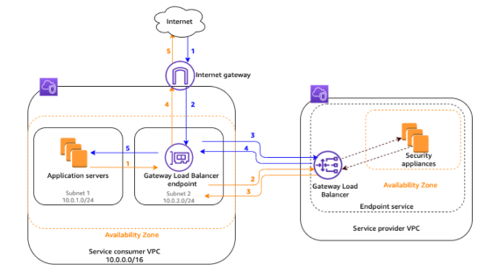 Internet
5
1
Internet gateway
4
2
3
4
5
1
Application servers
Subnet 1
10.0.1.0/24
Gateway Load Balancer
endpoint
Subnet 2
10.0.2.0/24
2
3
Availability Zone
Service consumer VPC
10.0.0.0/16
Gateway Load
Balancer
Security
appliances
Availability Zone
Endpoint service
Service provider VPC